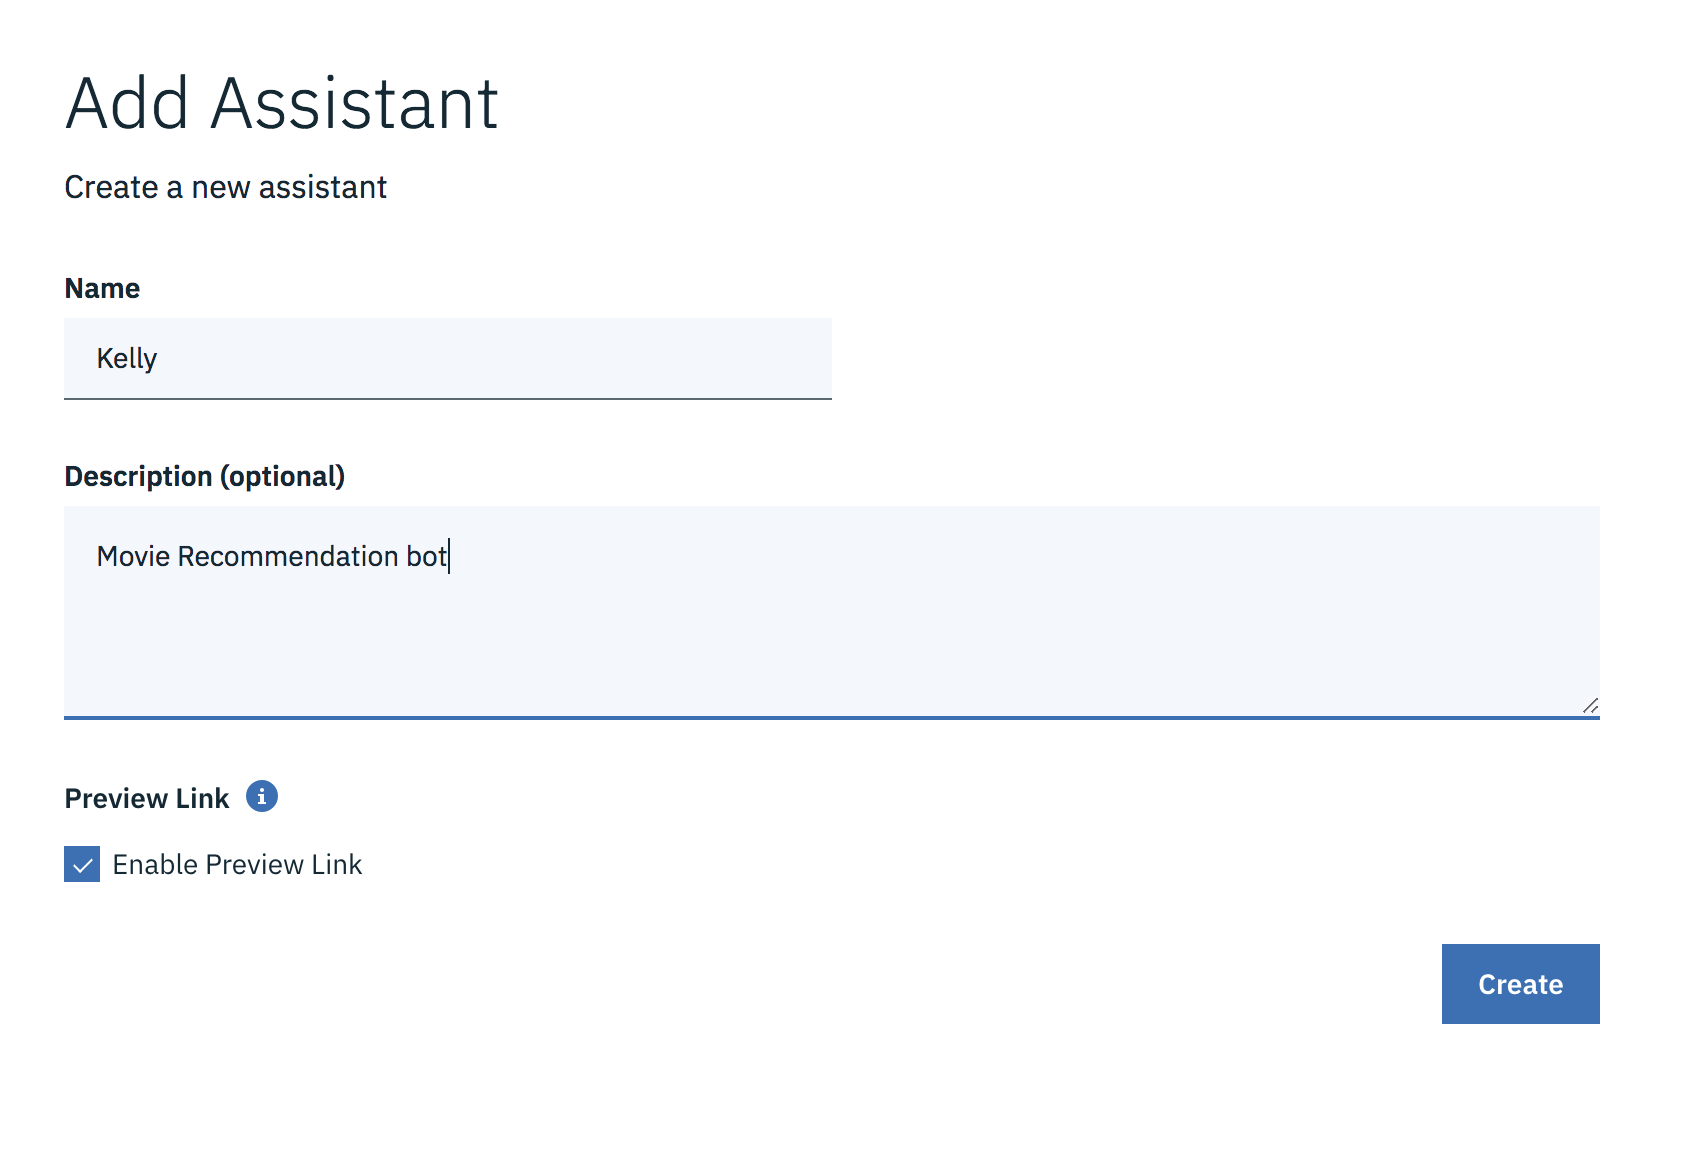 Add Assistant
Create a new assistant
Name
Kelly
Description (optional)
Movie Recommendation bot
Preview Link
Enable Preview Link
Create